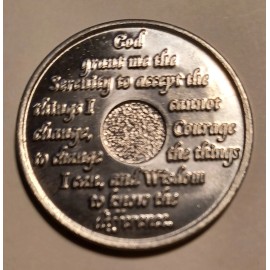 God
grant me the
Serenity to accept the
things I cannot
change, Courage
to change the things
I can, and Wisdom
to know the
difference